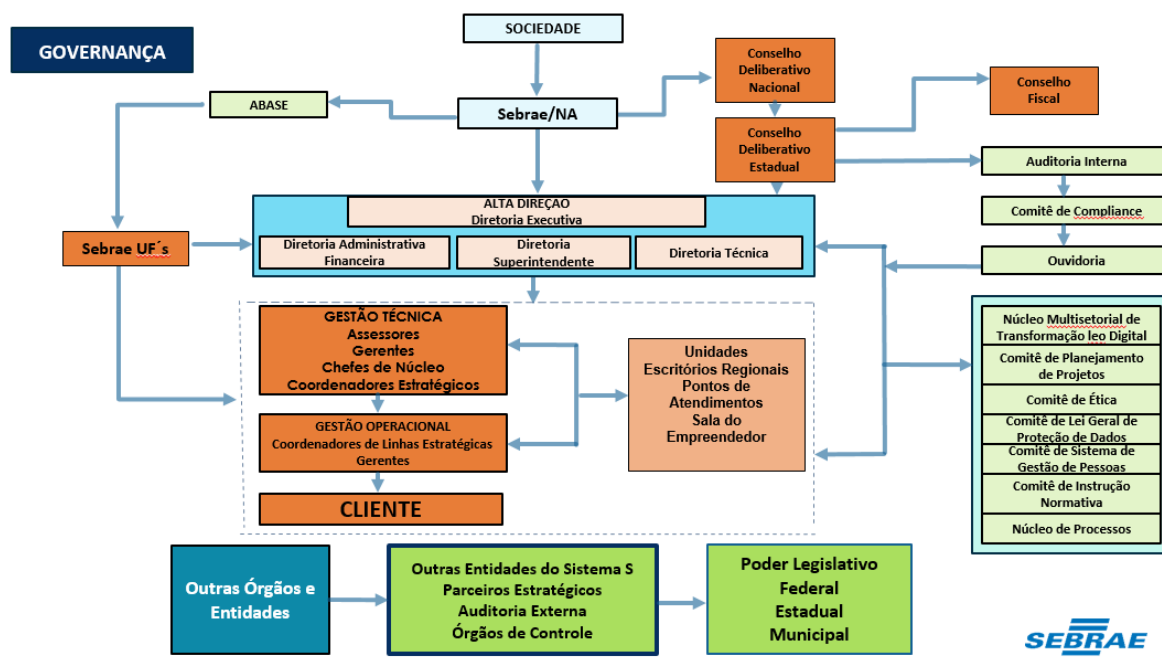 GOVERNANÇA
SOCIEDADE
Conselho
Deliberativo
Nacional
Conselho
Fiscal
ABASE
Sebrae/NA
Conselho
Deliberativo
Estadual
Auditoria Interna
Comitê de Compliance
Ouvidoria
ALTA DIREÇAO
Diretoria Executiva
Sebrae UF´s
Diretoria Administrativa
Financeira
Diretoria
Superintendente
Diretoria Técnica
GESTÃO TÉCNICA
Assessores
Gerentes
Chefes de Núcleo
Coordenadores Estratégicos
Unidades
Escritórios Regionais
Pontos de
Atendimentos
Sala do
Empreendedor
GESTÃO OPERACIONAL
Coordenadores de Linhas Estratégicas
Gerentes
CLIENTE
Núcleo Multisetorial de
Transformação leo Digital
Comitê de Planejamento
de Projetos
Comitê de Ética
Comitê de Lei Geral de
Proteção de Dados
Comitê de Sistema de
Gestão de Pessoas
Comitê de Instrução
Normativa
Núcleo de Processos
Outras Órgãos e
Entidades
Outras Entidades do Sistema S
Parceiros Estratégicos
Auditoria Externa
Órgãos de Controle
Poder Legislativo
Federal
Estadual
Municipal
SEBRAE